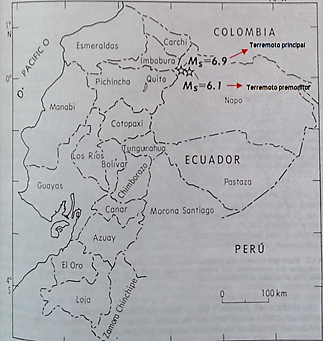 1°
N
COLOMBIA
Terremoto principal
Carchi
Esmeraldas
Imbabura
Ms=6.9
O. PACIFICO
0°
Pichincha
Quito
Ms=6.1
Terremoto premonitor
Napo
Manabi
Cotopaxi
Los Ríos
Tungurahua
ECUADOR
Bolívar
Chimborazo
Pastaza
Guayas
Canar
Morona Santiago
Azuay
PERÚ
El Oro
4°
S
Loja
Zamora Chinchipe
0
100 km